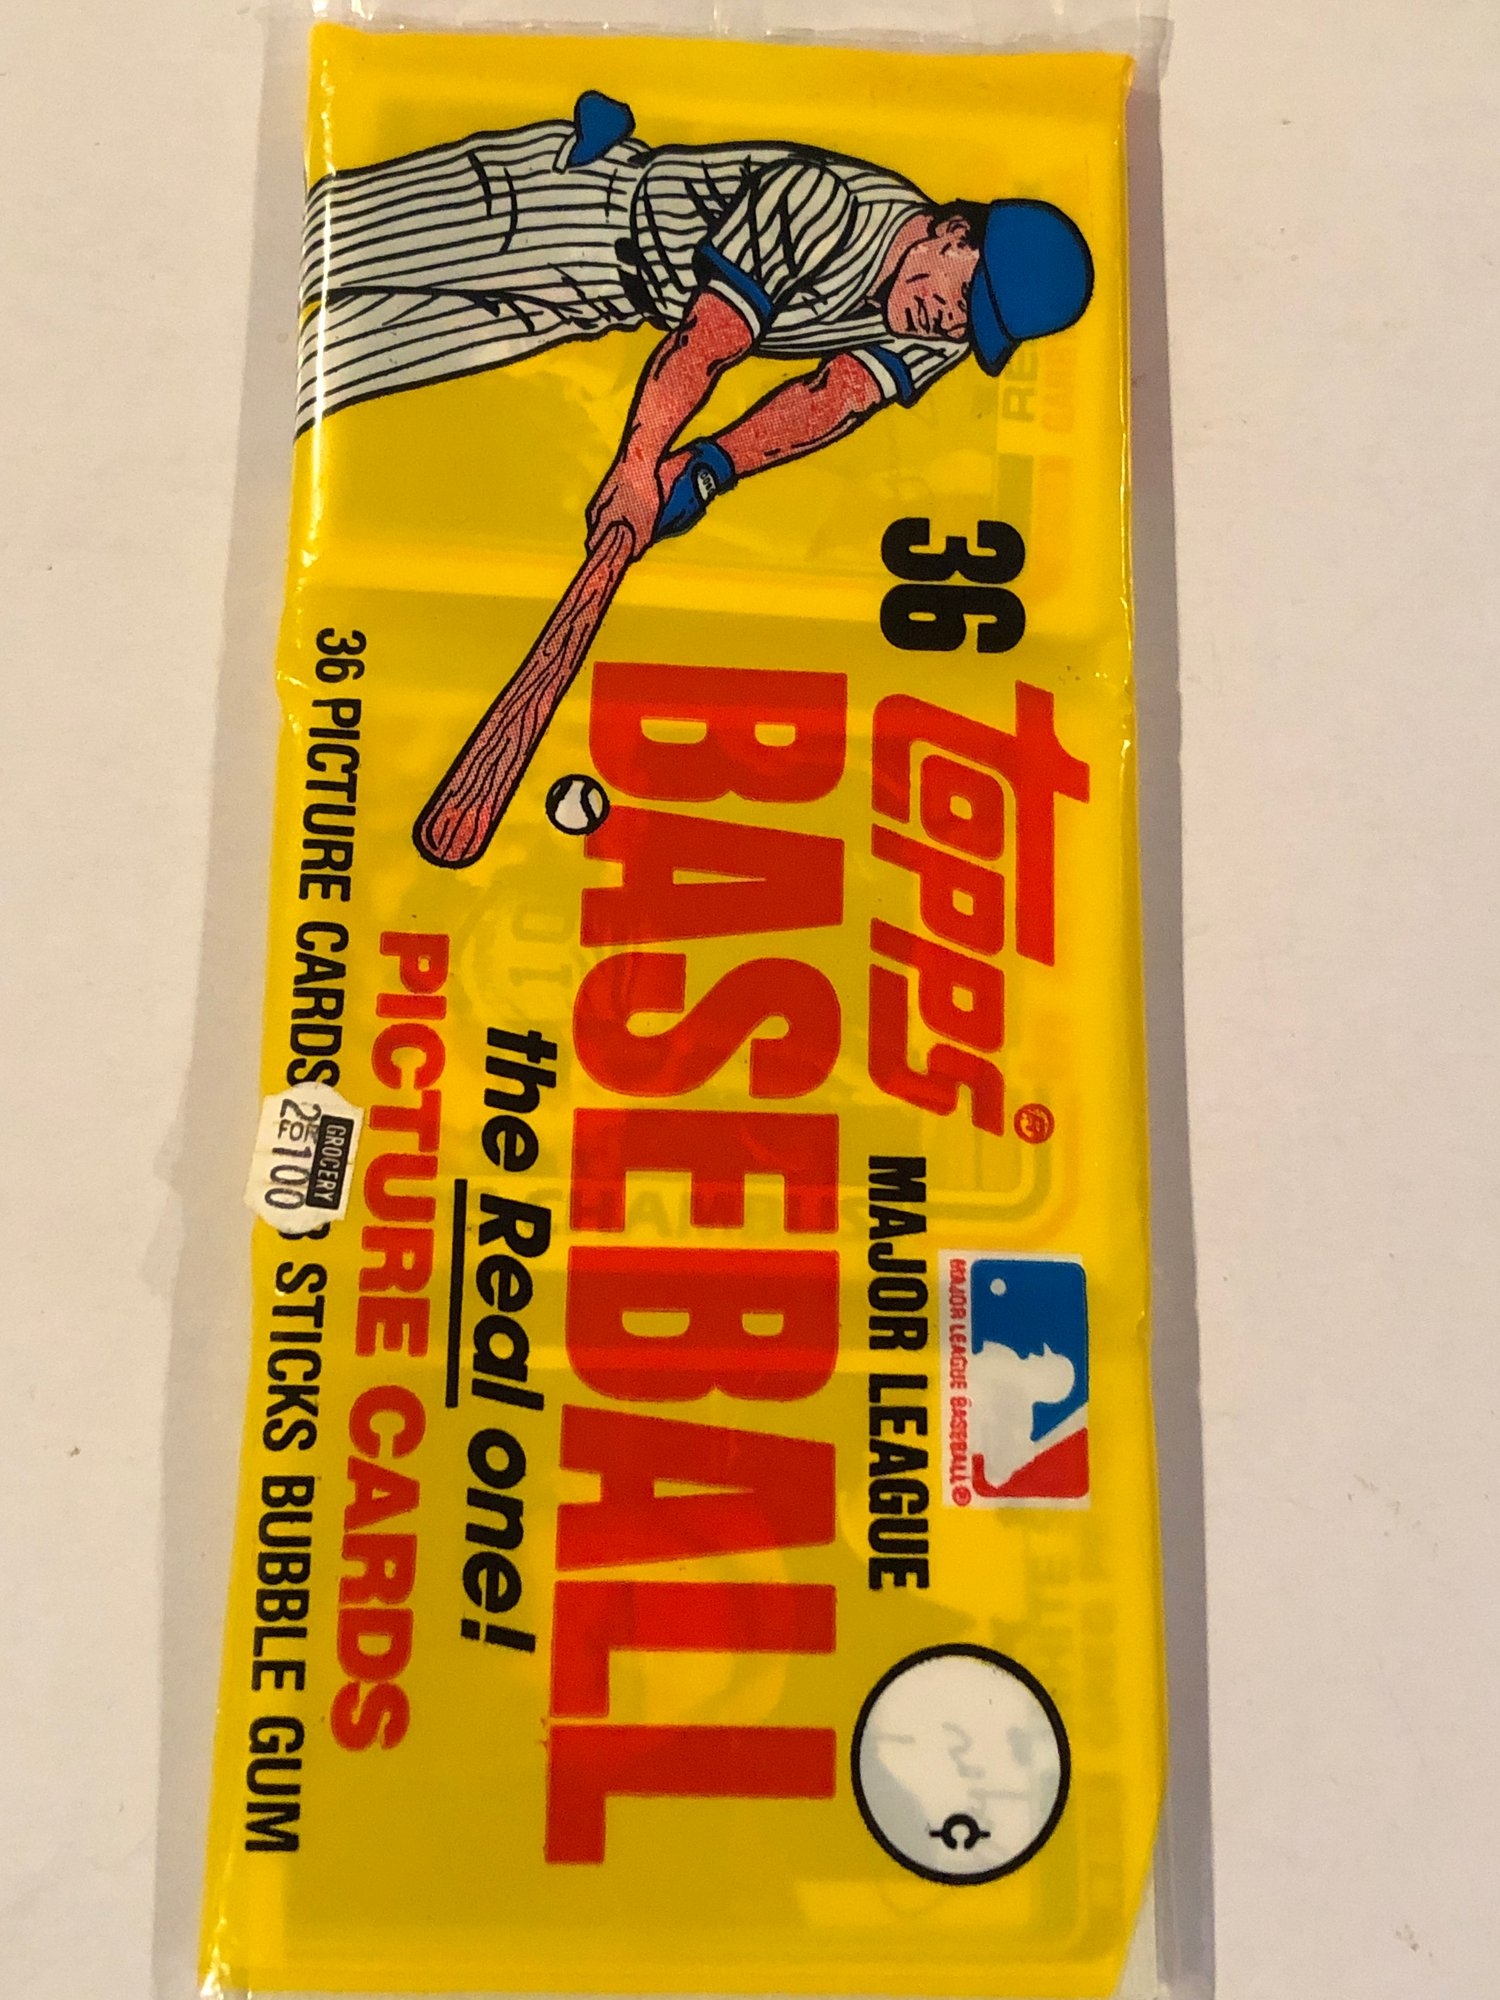 36 Topps®
MAJOR LEAGUE BASEBALL®
MAJOR LEAGUE
¢
BASEBALL
the Real one!
PICTURE CARDS
36 PICTURE CARDS 3 STICKS BUBBLE GUM
GROCERY
2 FOR 100